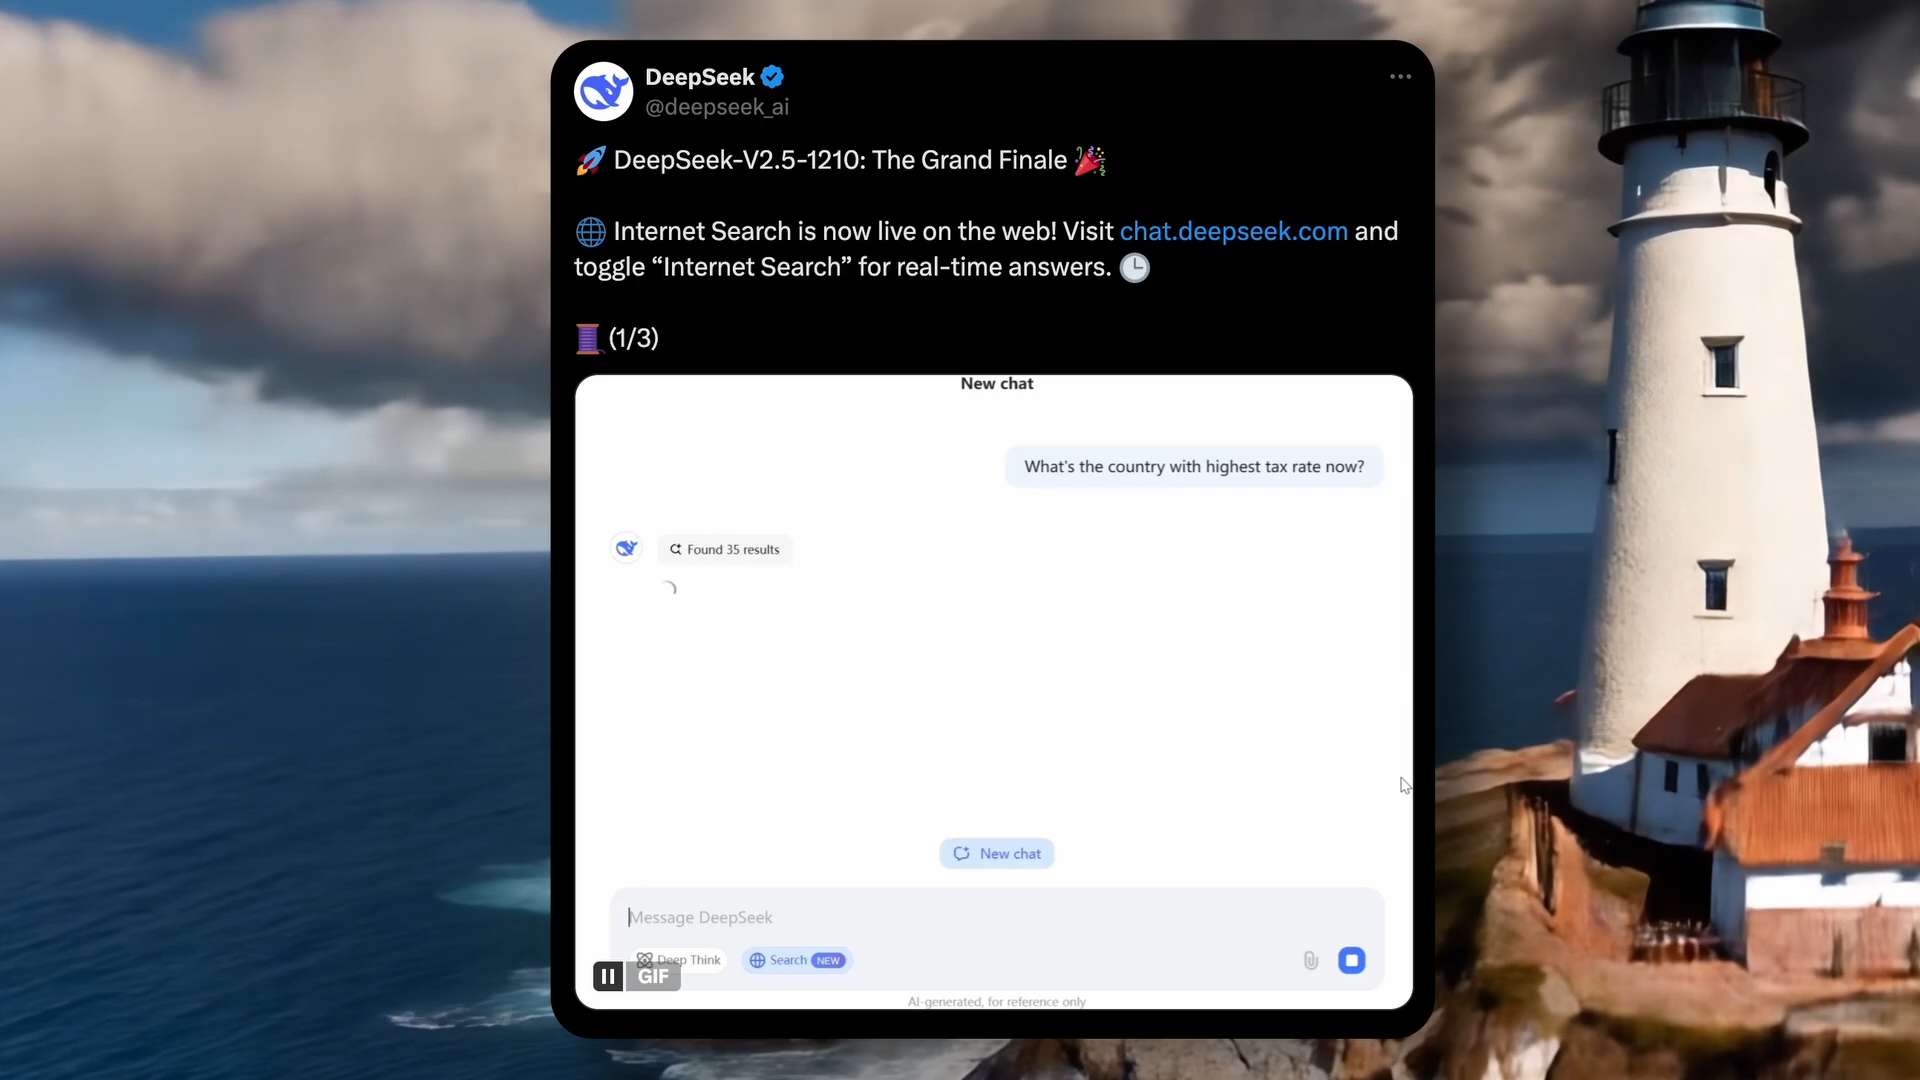 DeepSeek
@deepseek_ai
🚀 DeepSeek-V2.5-1210: The Grand Finale 🎉
🌐 Internet Search is now live on the web! Visit chat.deepseek.com and
toggle “Internet Search” for real-time answers. 🕒
🧵 (1/3)
New chat
What's the country with highest tax rate now?
Found 35 results
New chat
Message DeepSeek
Deep Think
Search NEW
GIF
AI-generated, for reference only